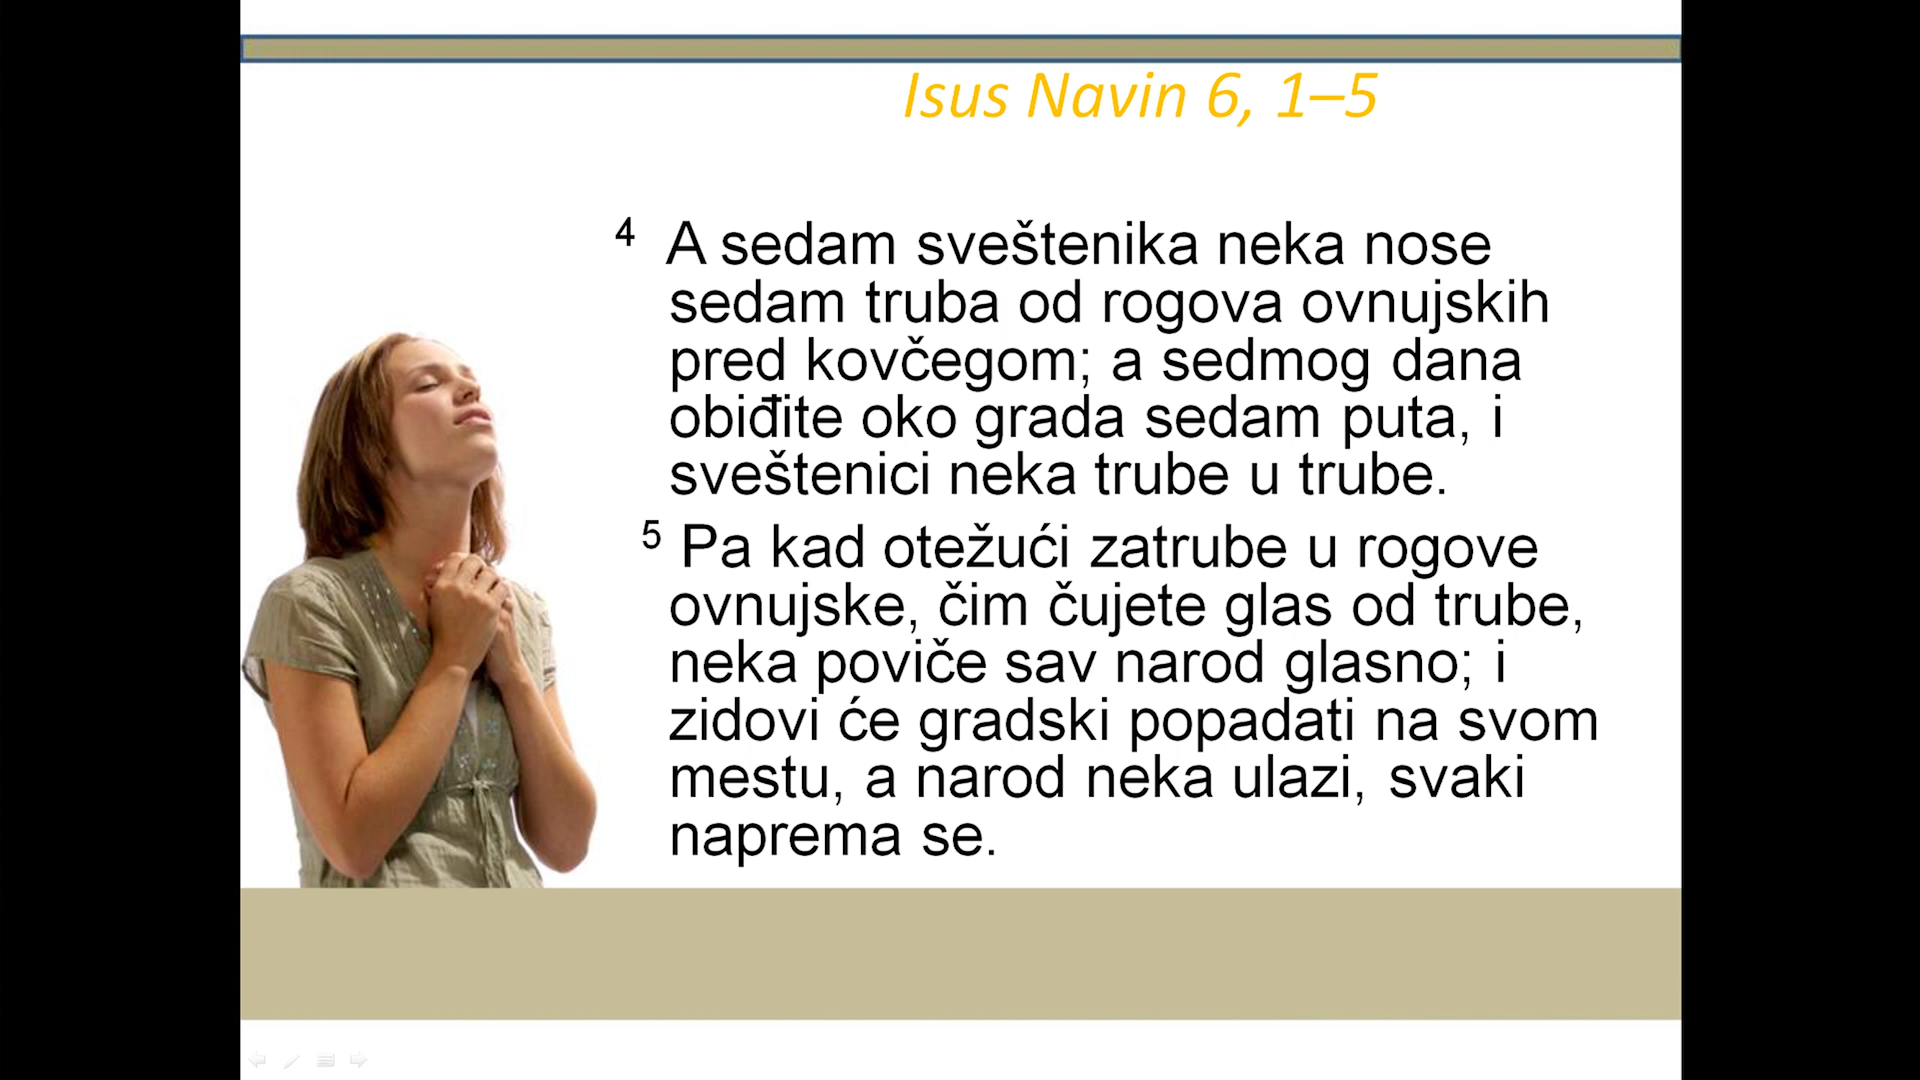 Isus Navin 6, 1–5
4 A sedam sveštenika neka nose
sedam truba od rogova ovnujskih
pred kovčegom; a sedmog dana
obiđite oko grada sedam puta, i
sveštenici neka trube u trube.
5 Pa kad otežući zatrube u rogove
ovnujske, čim čujete glas od trube,
neka poviče sav narod glasno; i
zidovi će gradski popadati na svom
mestu, a narod neka ulazi, svaki
naprema se.